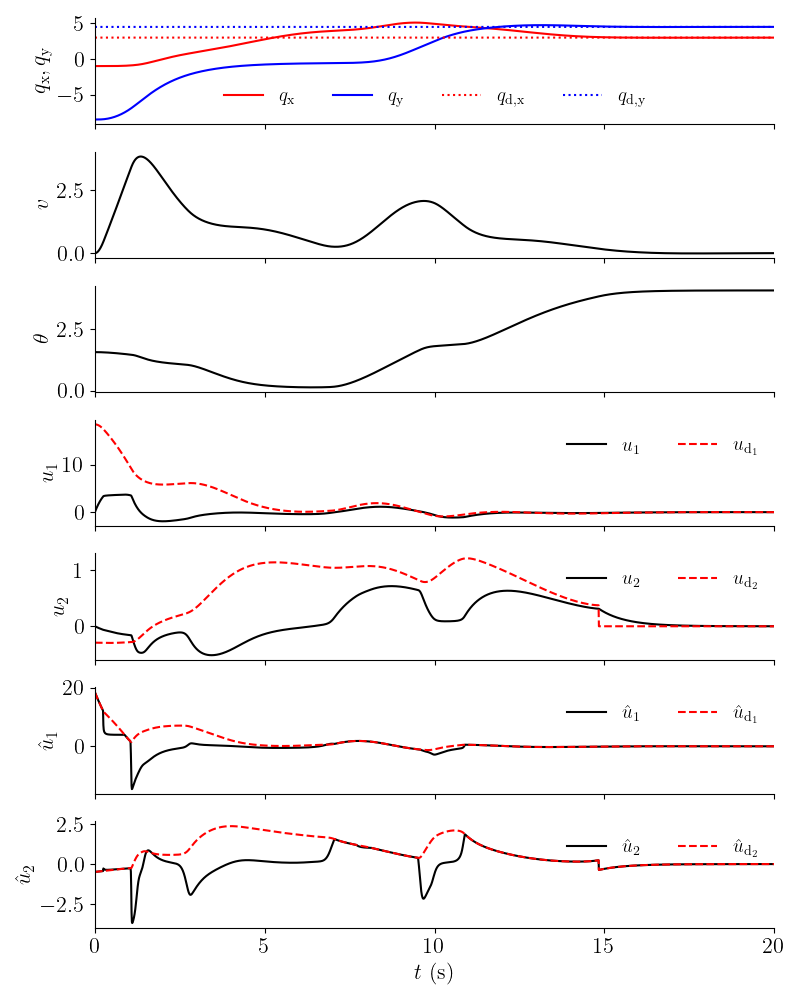 5
0
−5
q_x, q_y
q_x q_y q_d,x q_d,y
2.5
0.0
v
2.5
0.0
θ
10
0
u_1
u_1 u_d_1
1
0
u_2
u_2 u_d_2
20
0
û_1
û_1 û_d_1
2.5
0.0
−2.5
û_2
û_2 û_d_2
0 5 10 15 20
t (s)